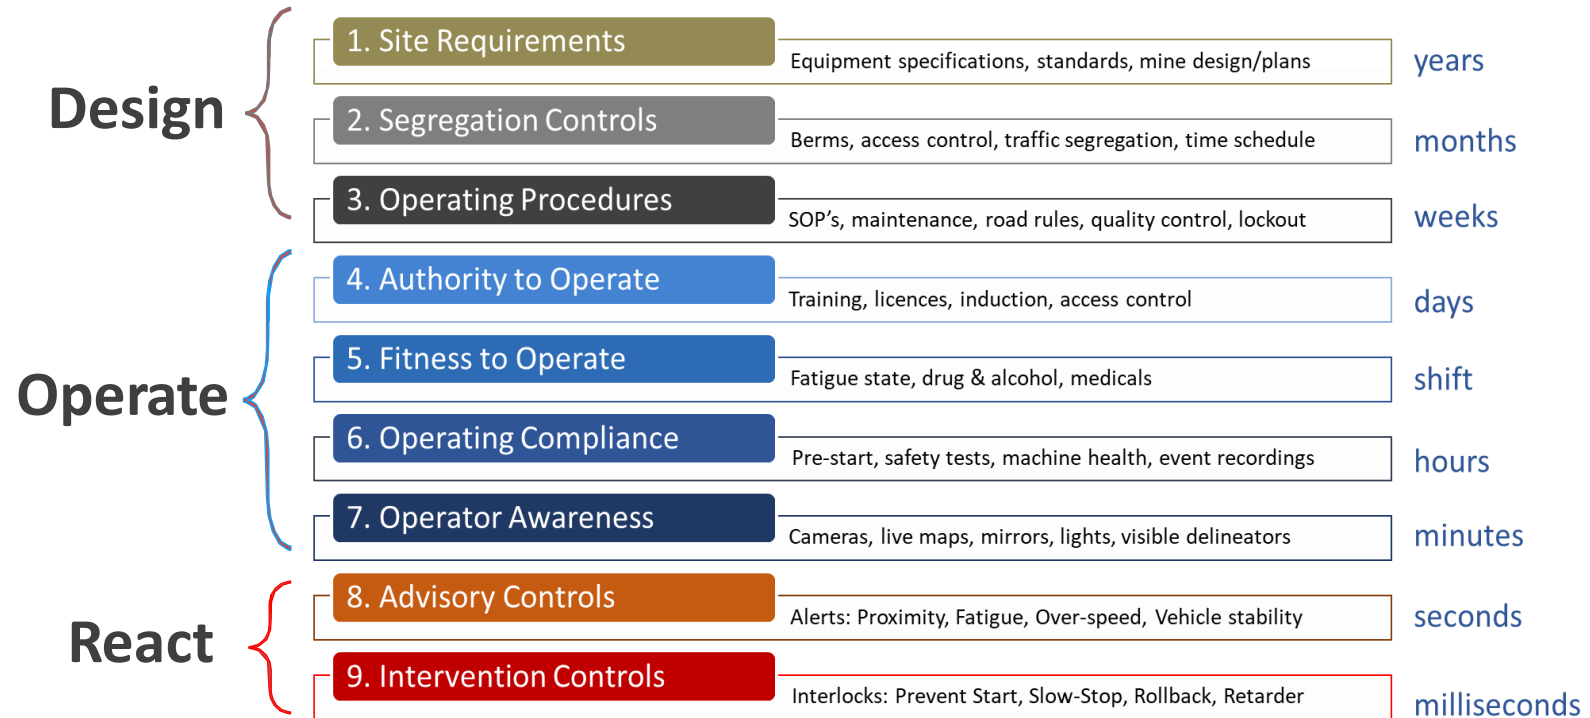 Design
1. Site Requirements
Equipment specifications, standards, mine design/plans
years
2. Segregation Controls
Berms, access control, traffic segregation, time schedule
months
3. Operating Procedures
SOP's, maintenance, road rules, quality control, lockout
weeks
Operate
4. Authority to Operate
Training, licences, induction, access control
days
5. Fitness to Operate
Fatigue state, drug & alcohol, medicals
shift
6. Operating Compliance
Pre-start, safety tests, machine health, event recordings
hours
7. Operator Awareness
Cameras, live maps, mirrors, lights, visible delineators
minutes
React
8. Advisory Controls
Alerts: Proximity, Fatigue, Over-speed, Vehicle stability
seconds
9. Intervention Controls
Interlocks: Prevent Start, Slow-Stop, Rollback, Retarder
milliseconds